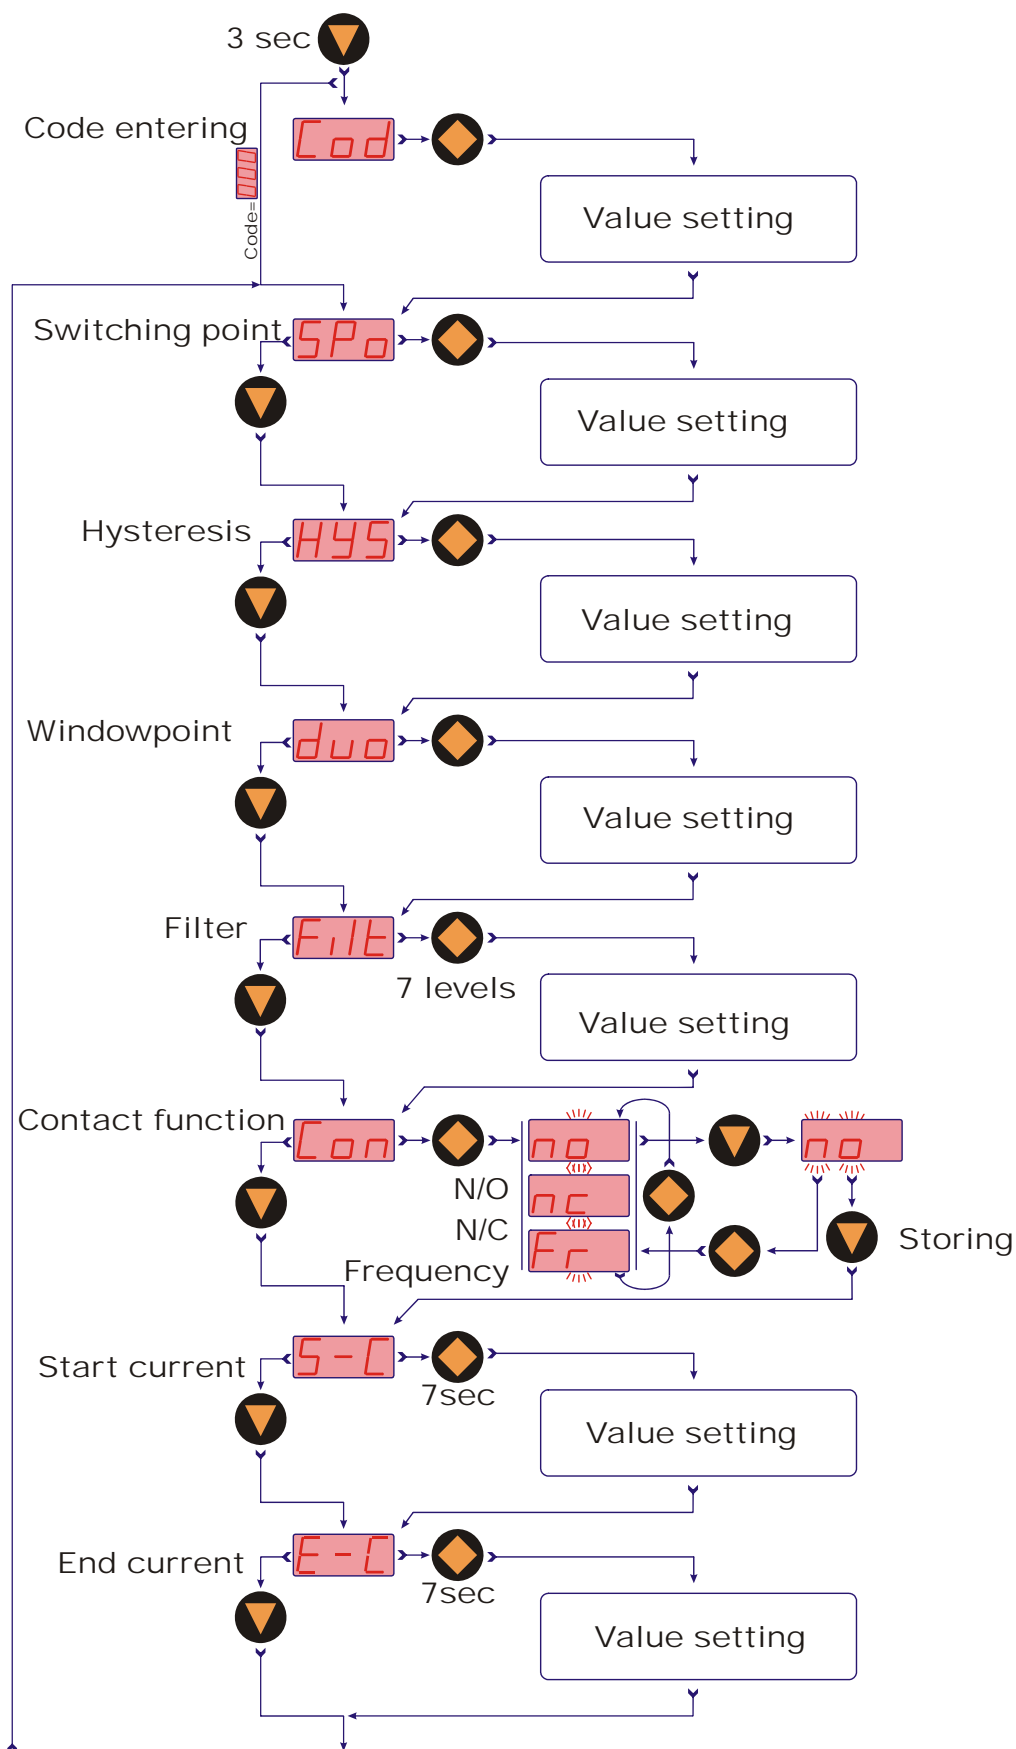 3 sec
Code entering
Cod
Code=000
Value setting
Switching point
SPo
Value setting
Hysteresis
HYS
Value setting
Windowpoint
duo
Value setting
Filter
Filt
7 levels
Value setting
Contact function
Con
no
no
N/O
nc
N/C
Fr
Storing
Frequency
Start current
S-C
7sec
Value setting
End current
E-C
7sec
Value setting